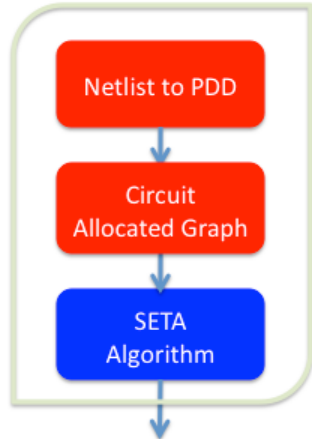 Netlist to PDD
Circuit
Allocated Graph
SETA
Algorithm